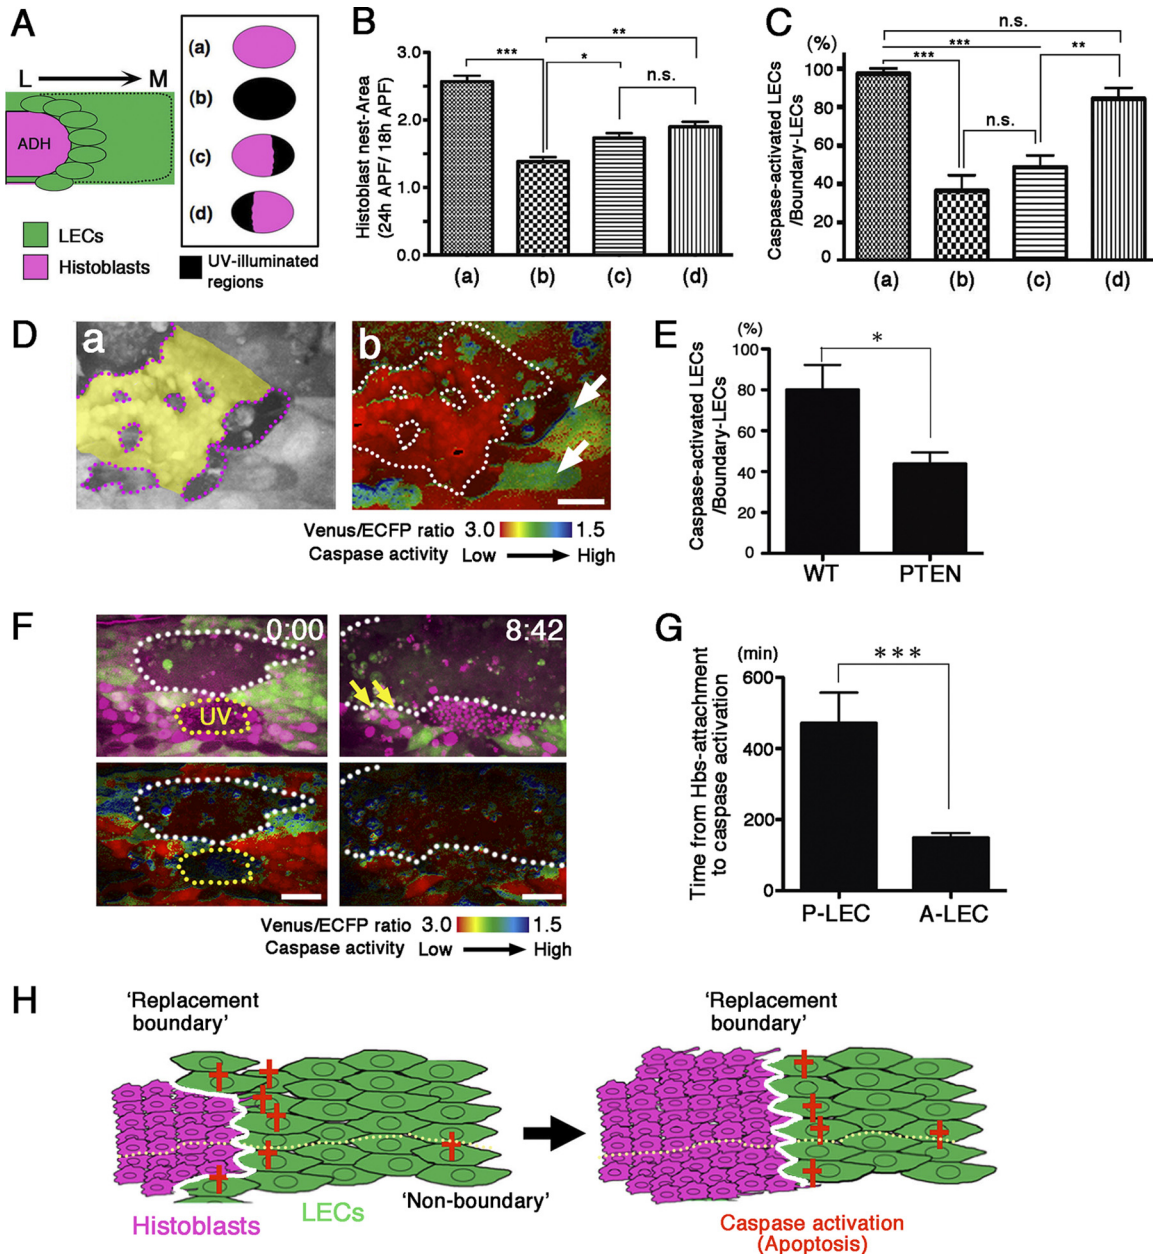 A
L
M
ADH
LECs
Histoblasts
(a)
(b)
(c)
(d)
UV-illuminated
regions
B
Histoblast nest-Area
(24h APF/ 18h APF)
3.0
2.0
1.0
0.0
***
*
**
n.s.
(a)
(b)
(c)
(d)
C
(%)
Caspase-activated LECs
/Boundary-LECs
100
80
60
40
20
0
n.s.
***
***
**
n.s.
(a)
(b)
(c)
(d)
D
a
b
Venus/ECFP ratio 3.0 1.5
Caspase activity Low High
E
(%)
Caspase-activated LECs
/Boundary-LECs
100
80
60
40
20
0
*
WT
PTEN
F
0:00
8:42
UV
Venus/ECFP ratio 3.0 1.5
Caspase activity Low High
G
(min)
Time from Hbs-attachment
to caspase activation
600
400
200
0
***
P-LEC
A-LEC
H
‘Replacement
boundary’
‘Replacement
boundary’
‘Non-boundary’
Histoblasts
LECs
Caspase activation
(Apoptosis)